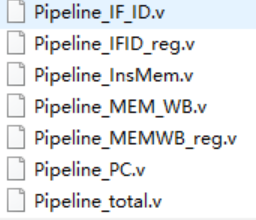 Pipeline_IF_ID.v
Pipeline_IFID_reg.v
Pipeline_InsMem.v
Pipeline_MEM_WB.v
Pipeline_MEMWB_reg.v
Pipeline_PC.v
Pipeline_total.v